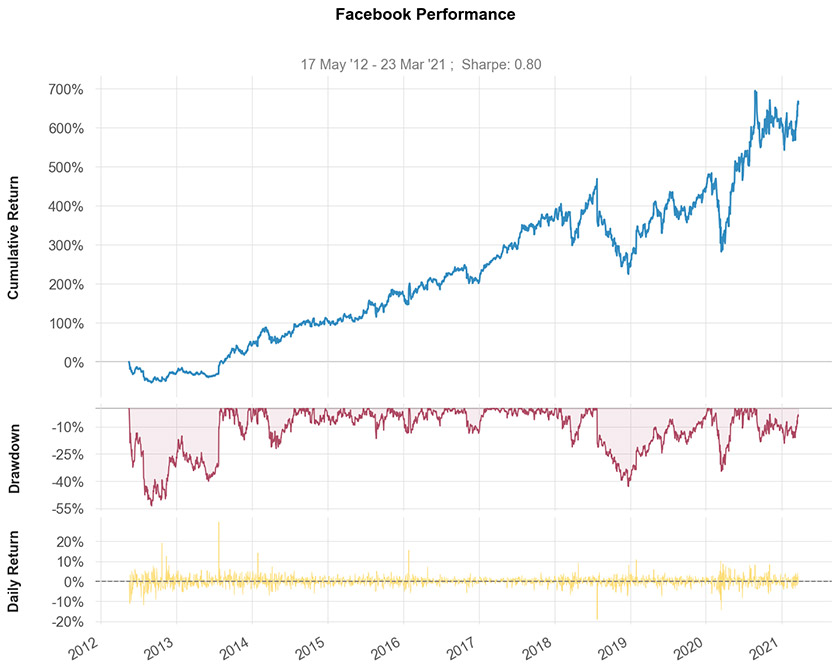 Facebook Performance
17 May '12 - 23 Mar '21 ;  Sharpe: 0.80
Cumulative Return
700%
600%
500%
400%
300%
200%
100%
0%
Drawdown
-10%
-25%
-40%
-55%
Daily Return
20%
10%
0%
-10%
-20%
2012 2013 2014 2015 2016 2017 2018 2019 2020 2021